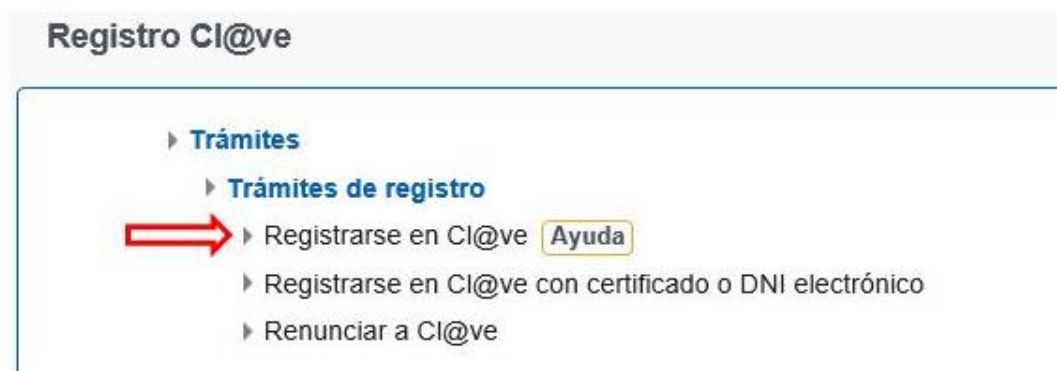 Registro Cl@ve
Trámites
Trámites de registro
Registrarse en Cl@ve Ayuda
Registrarse en Cl@ve con certificado o DNI electrónico
Renunciar a Cl@ve